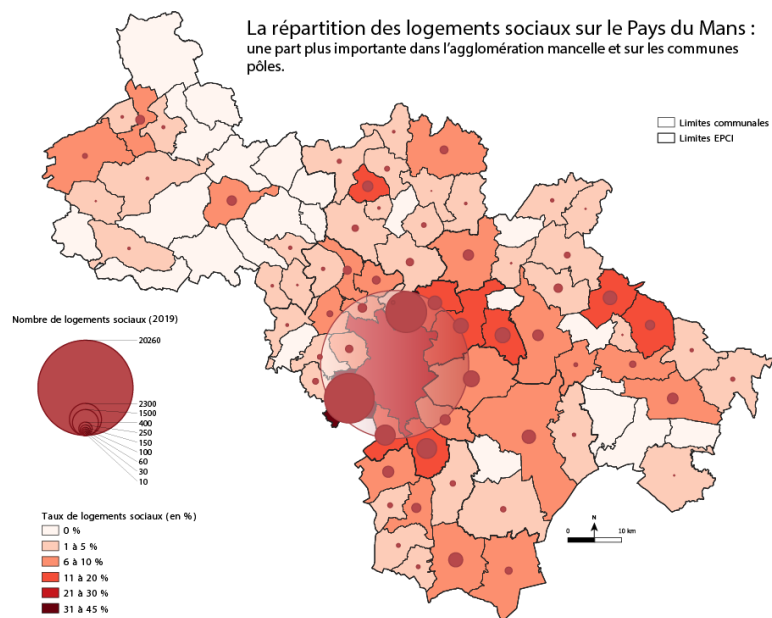 La répartition des logements sociaux sur le Pays du Mans :
une part plus importante dans l'agglomération mancelle et sur les communes
pôles.
Limites communales
Limites EPCI
Nombre de logements sociaux (2019)
20260
2300
1500
400
250
150
100
60
30
10
Taux de logements sociaux (en %)
0 %
1 à 5 %
6 à 10 %
11 à 20 %
21 à 30 %
31 à 45 %
N
0 10 km